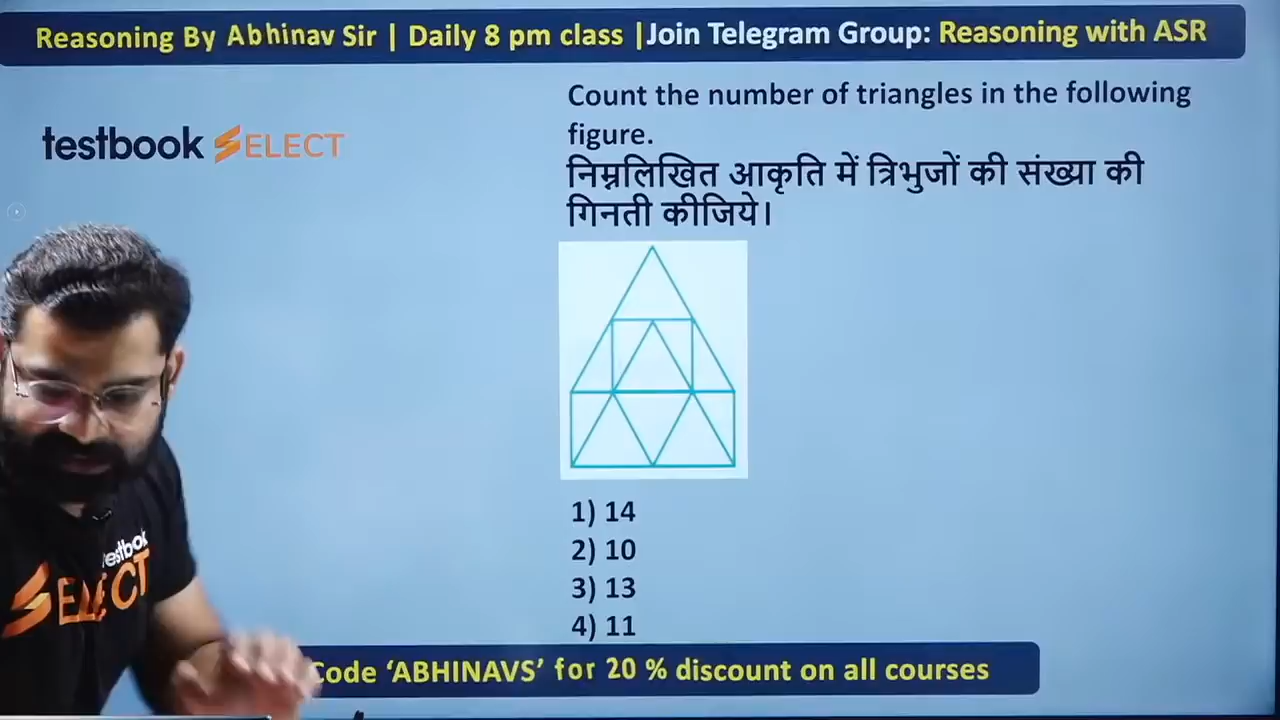 Reasoning By Abhinav Sir | Daily 8 pm class |Join Telegram Group: Reasoning with ASR
testbook SELECT
Count the number of triangles in the following
figure.
निम्नलिखित आकृति में त्रिभुजों की संख्या की
गिनती कीजिये।
1) 14
2) 10
3) 13
4) 11
testbook
SELECT
Code ‘ABHINAVS’ for 20 % discount on all courses